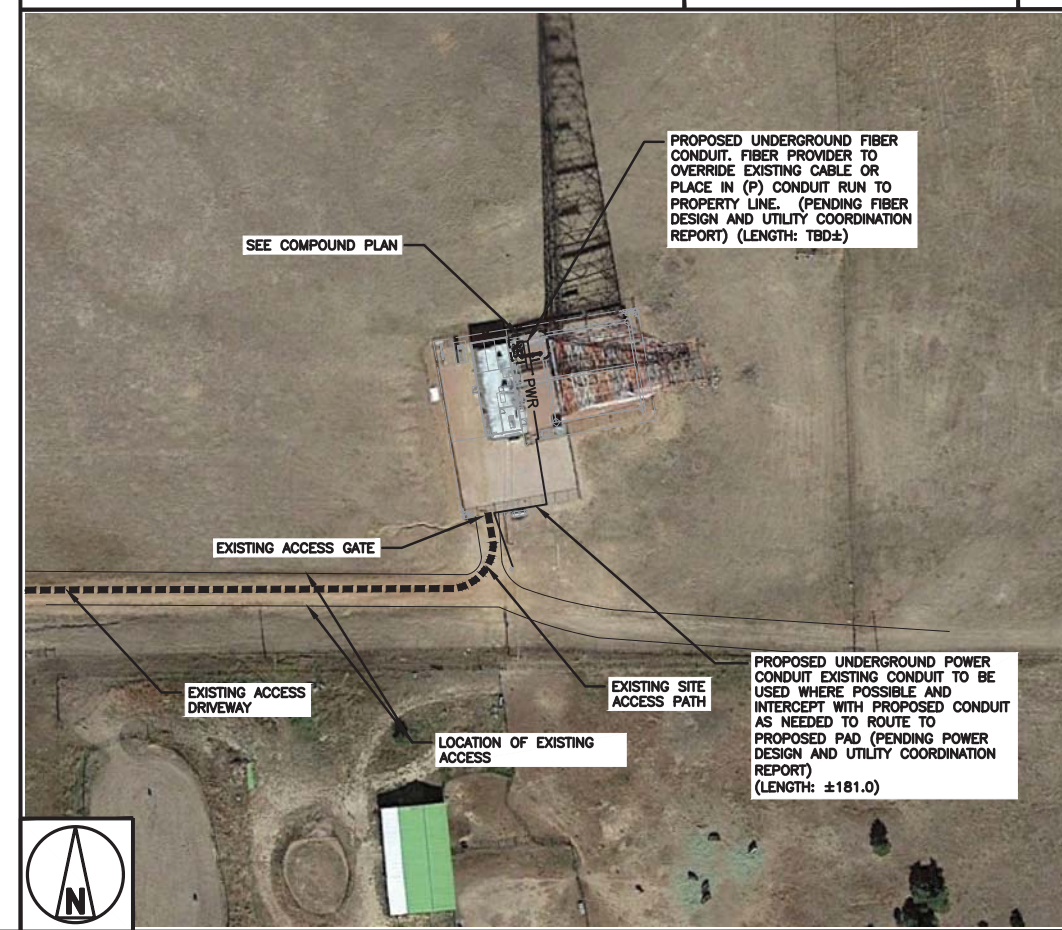 PROPOSED UNDERGROUND FIBER
CONDUIT. FIBER PROVIDER TO
OVERRIDE EXISTING CABLE OR
PLACE IN (P) CONDUIT RUN TO
PROPERTY LINE. (PENDING FIBER
DESIGN AND UTILITY COORDINATION
REPORT) (LENGTH: TBD±)
SEE COMPOUND PLAN
PWR
EXISTING ACCESS GATE
EXISTING ACCESS
DRIVEWAY
EXISTING SITE
ACCESS PATH
LOCATION OF EXISTING
ACCESS
PROPOSED UNDERGROUND POWER
CONDUIT EXISTING CONDUIT TO BE
USED WHERE POSSIBLE AND
INTERCEPT WITH PROPOSED CONDUIT
AS NEEDED TO ROUTE TO
PROPOSED PAD (PENDING POWER
DESIGN AND UTILITY COORDINATION
REPORT)
(LENGTH: ±181.0)
N